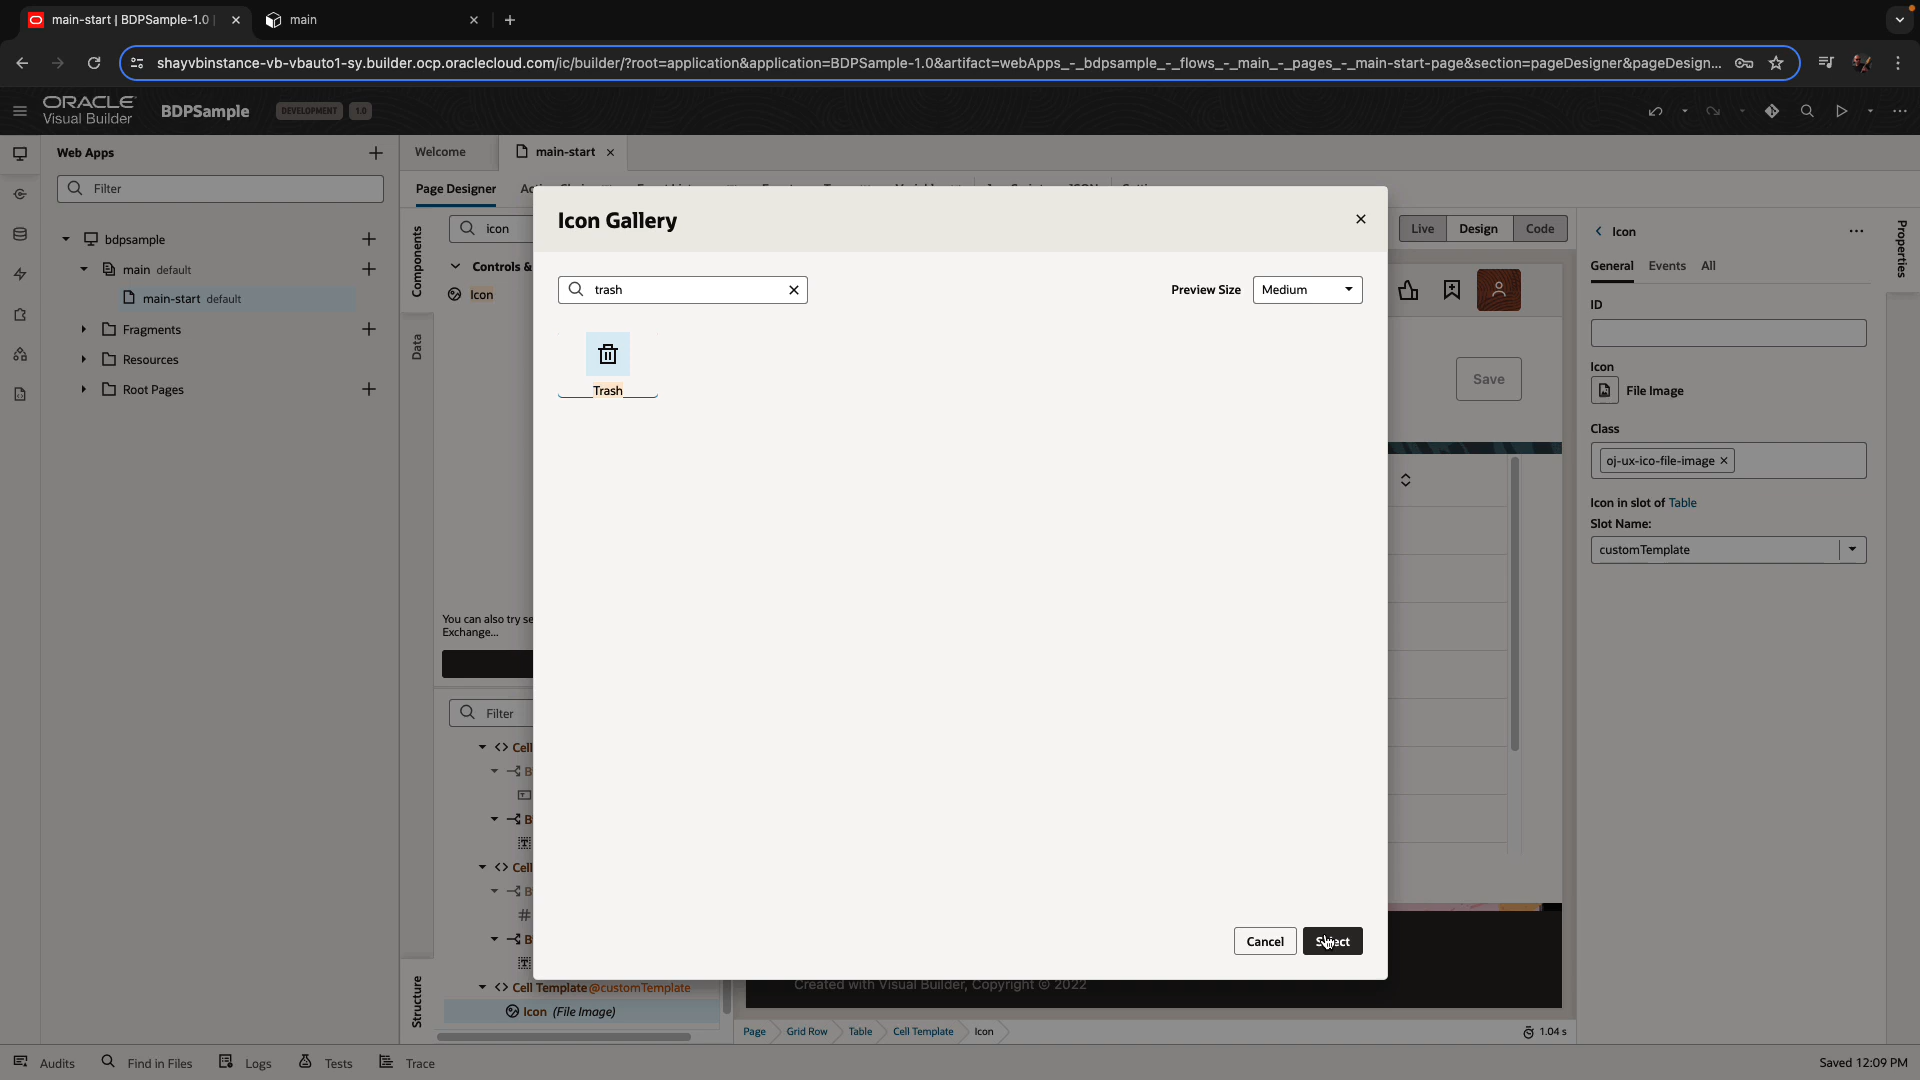 main-start | BDPSample-1.0 |
main
shayvbinstance-vb-vbauto1-sy.builder.ocp.oraclecloud.com/ic/builder/?root=application&application=BDPSample-1.0&artifact=webApps_-_bdpsample_-_flows_-_main_-_pages_-_main-start-page&section=pageDesigner&pageDesign...
ORACLE
Visual Builder
BDPSample
DEVELOPMENT
1.0
Web Apps
Filter
bdpsample
main default
main-start default
Fragments
Resources
Root Pages
Welcome
main-start
Page Designer
Components
Data
Structure
icon
Controls &
Icon
You can also try se
Exchange...
Filter
Cell
B
B
Cell
B
B
Cell Template @customTemplate
Icon (File Image)
Icon Gallery
trash
Preview Size
Medium
Trash
Cancel
Select
Live
Design
Code
Save
Created with Visual Builder, Copyright © 2022
Page
Grid Row
Table
Cell Template
Icon
1.04 s
Icon
Properties
General
Events
All
ID
Icon
File Image
Class
oj-ux-ico-file-image
Icon in slot of Table
Slot Name:
customTemplate
Audits
Find in Files
Logs
Tests
Trace
Saved 12:09 PM